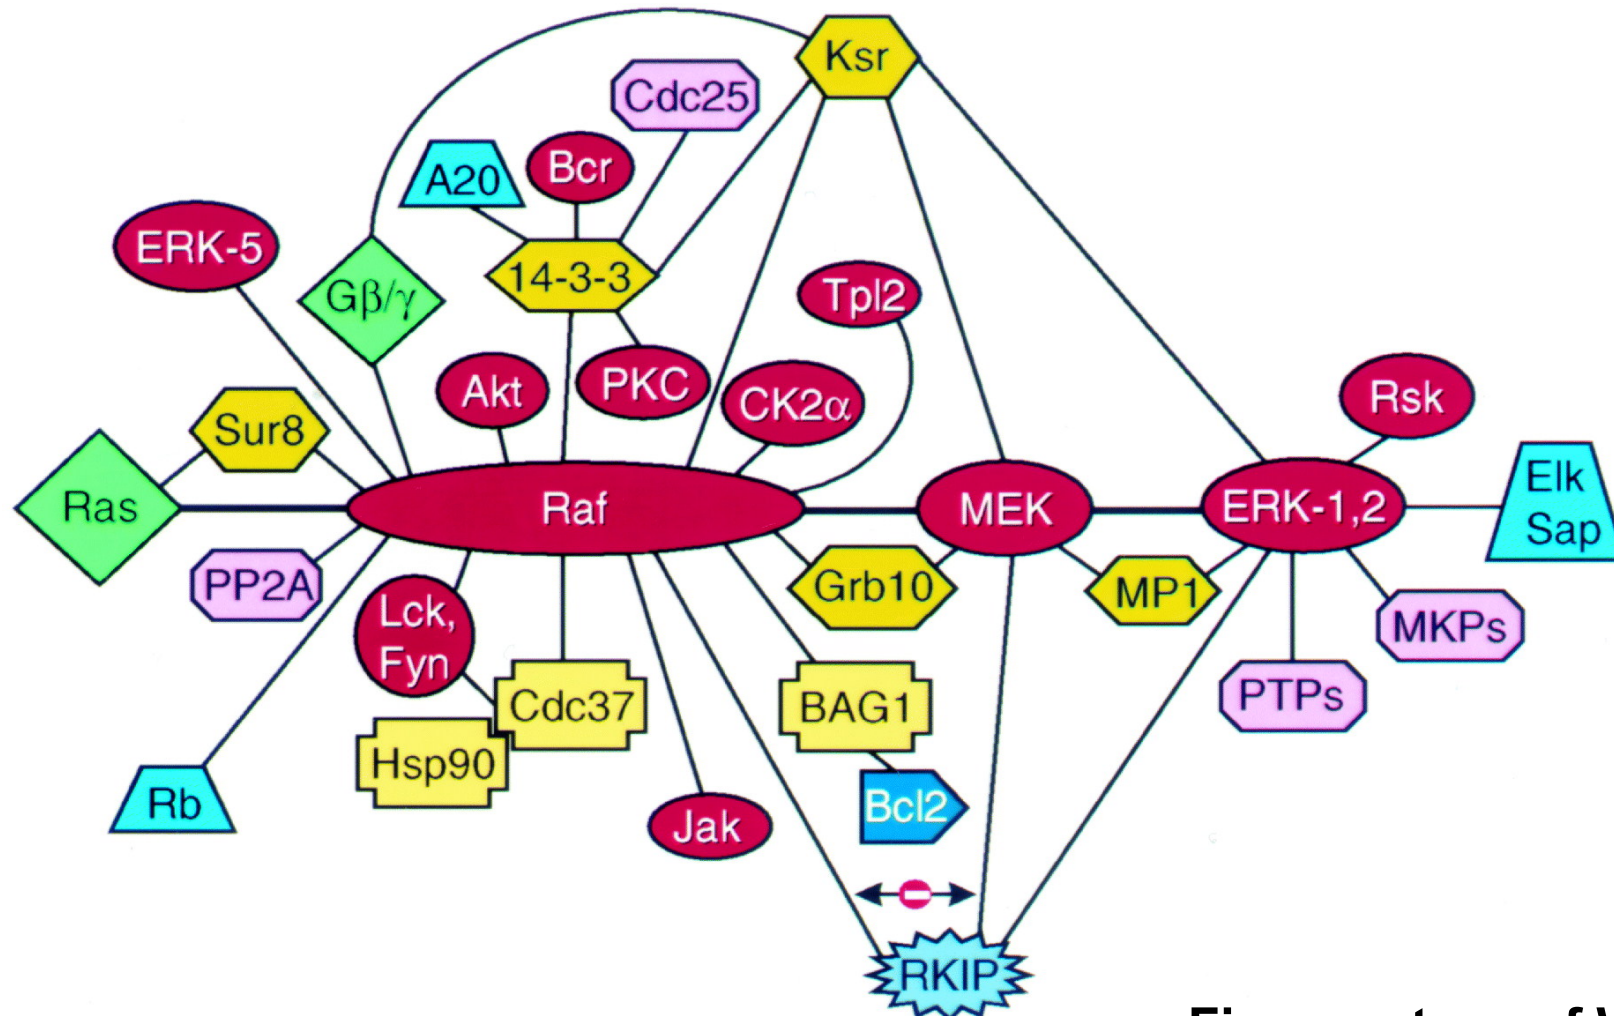 Ksr
Cdc25
Bcr
A20
ERK-5
14-3-3
Gβ/γ
Tpl2
Akt
PKC
CK2α
Rsk
Sur8
Ras
Raf
MEK
ERK-1,2
Elk
Sap
PP2A
Grb10
MP1
Lck,
Fyn
MKPs
Cdc37
BAG1
PTPs
Hsp90
Rb
Bcl2
Jak
RKIP